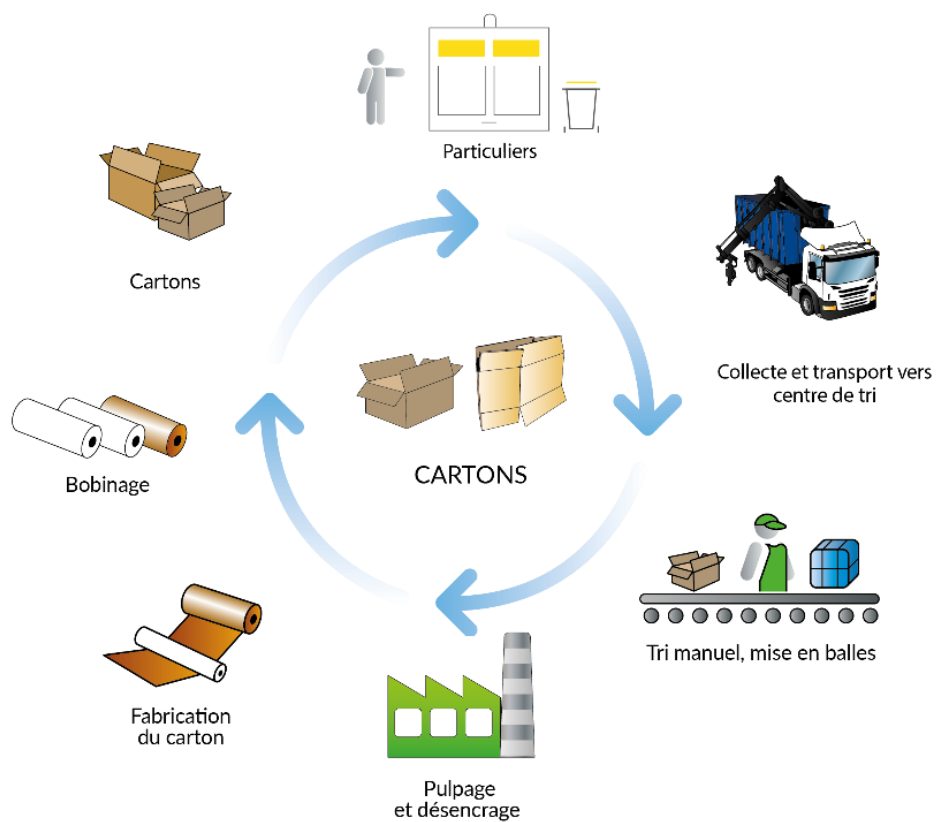 Particuliers
Collecte et transport vers
centre de tri
Tri manuel, mise en balles
Pulpage
et désencrage
Fabrication
du carton
Bobinage
Cartons
CARTONS